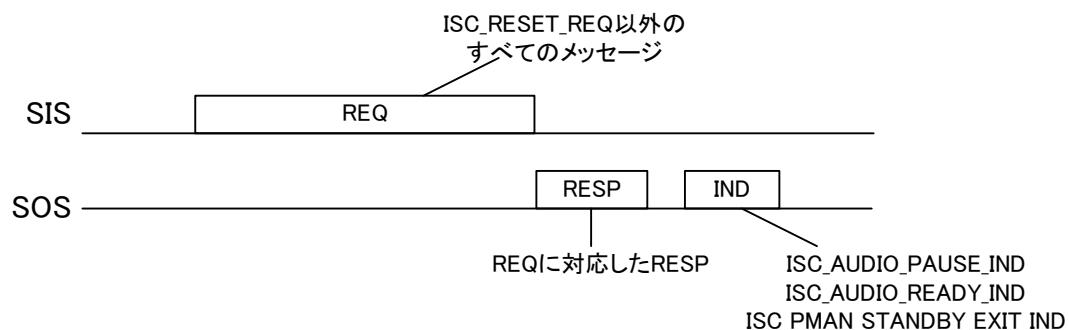 ISC_RESET_REQ以外の
すべてのメッセージ
SIS
REQ
SOS
RESP
IND
REQに対応したRESP
ISC_AUDIO_PAUSE_IND
ISC_AUDIO_READY_IND
ISC PMAN STANDBY EXIT IND